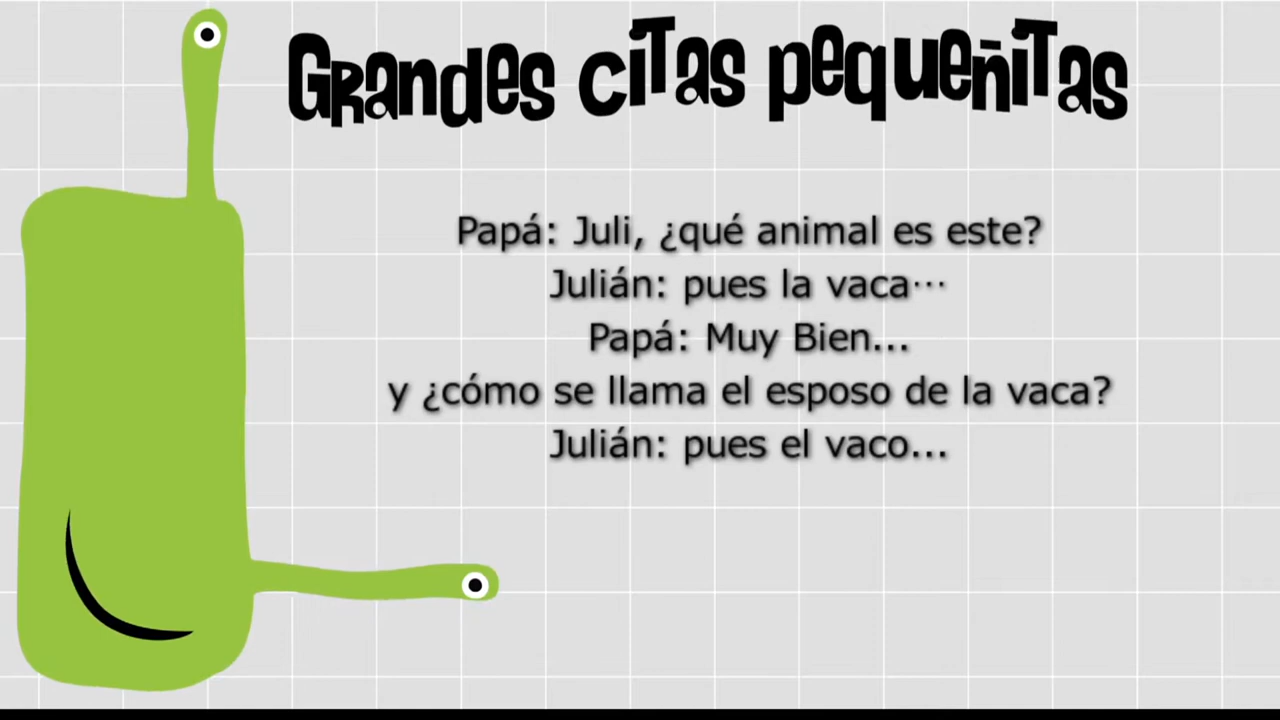 Grandes citas pequeñitas
Papá: Juli, ¿qué animal es este?
Julián: pues la vaca···
Papá: Muy Bien...
y ¿cómo se llama el esposo de la vaca?
Julián: pues el vaco...